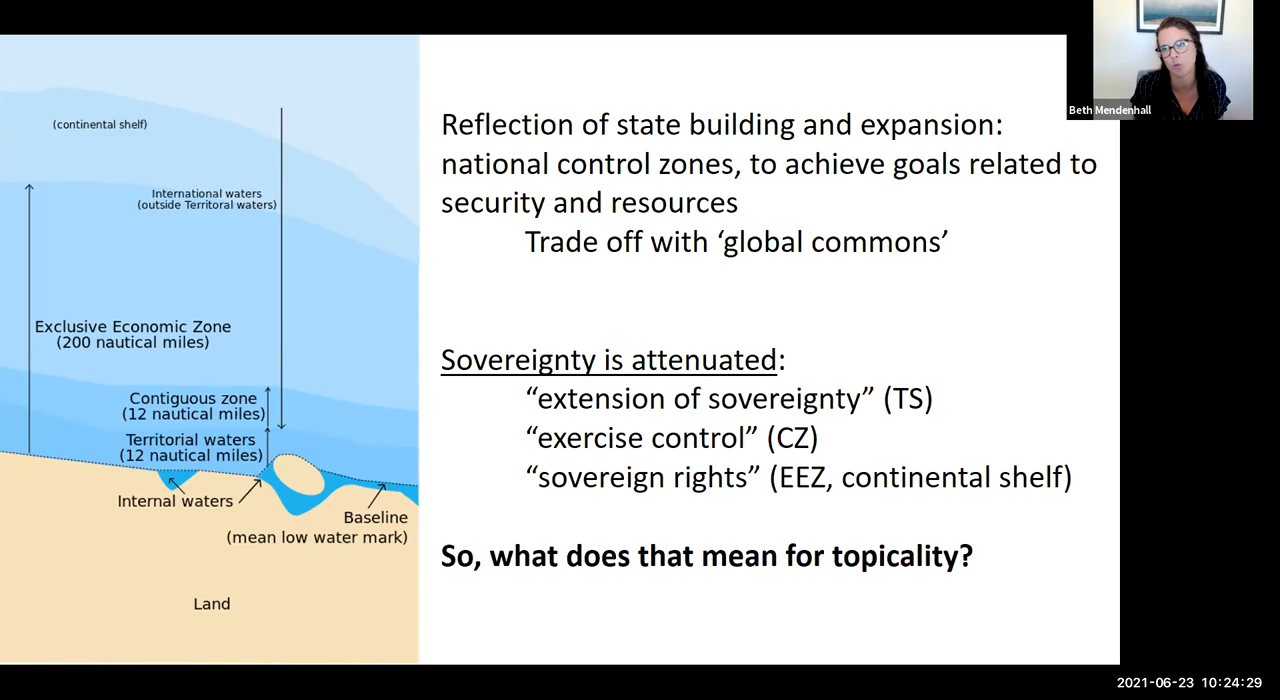 (continental shelf)
International waters
(outside Territoral waters)
Exclusive Economic Zone
(200 nautical miles)
Contiguous zone
(12 nautical miles)
Territorial waters
(12 nautical miles)
Internal waters
Baseline
(mean low water mark)
Land
Reflection of state building and expansion:
national control zones, to achieve goals related to
security and resources
Trade off with ‘global commons’
Sovereignty is attenuated:
“extension of sovereignty” (TS)
“exercise control” (CZ)
“sovereign rights” (EEZ, continental shelf)
So, what does that mean for topicality?
Beth Mendenhall
2021-06-23 10:24:29